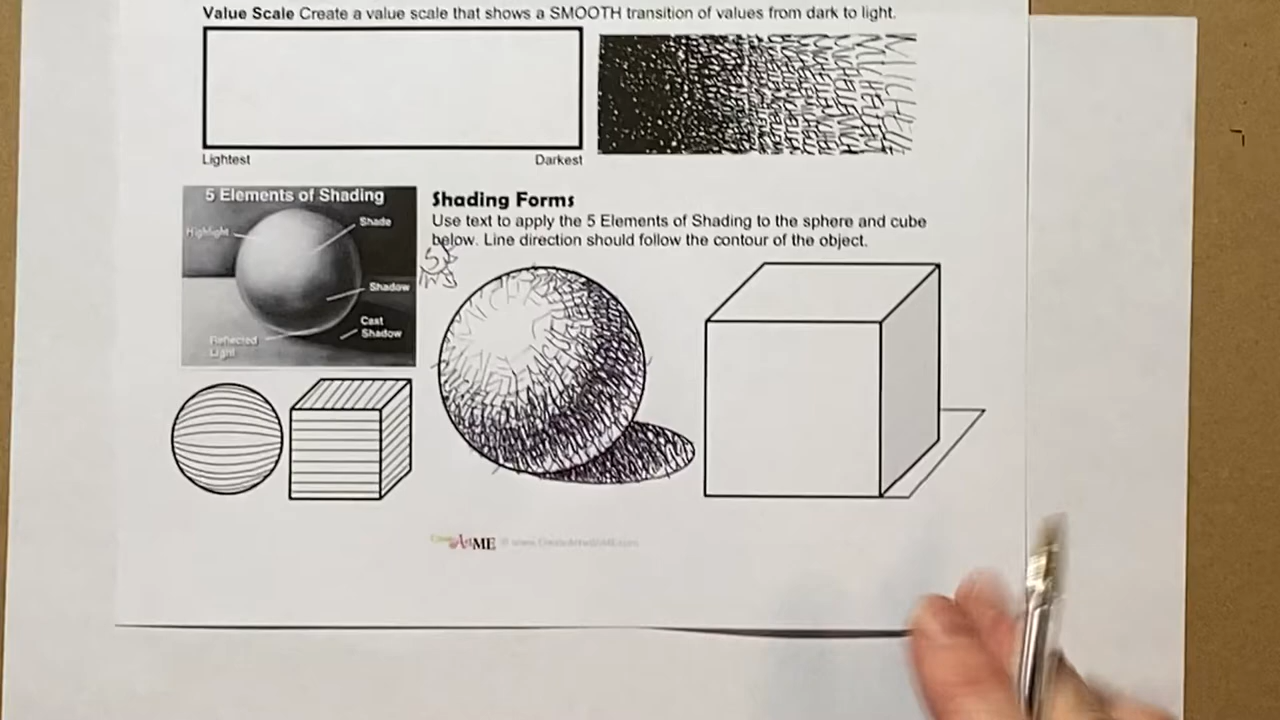 Value Scale Create a value scale that shows a SMOOTH transition of values from dark to light.
Lightest
Darkest
5 Elements of Shading
Highlight
Shade
Shadow
Cast
Shadow
Reflected
Light
Shading Forms
Use text to apply the 5 Elements of Shading to the sphere and cube
below. Line direction should follow the contour of the object.
ME